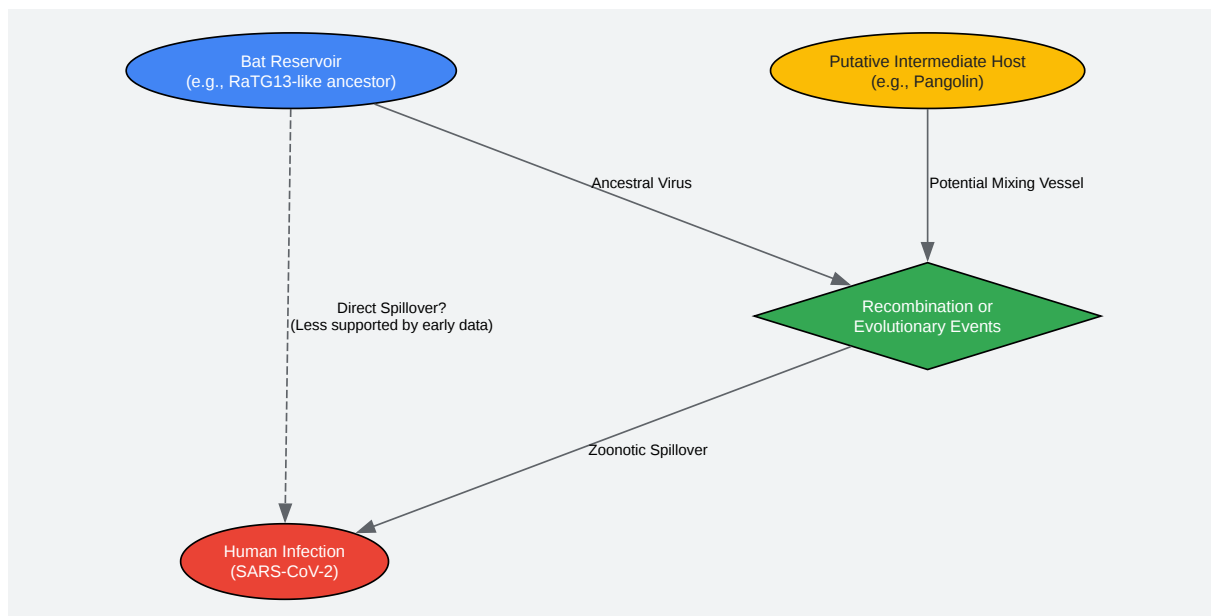 Bat Reservoir
(e.g., RaTG13-like ancestor)
Putative Intermediate Host
(e.g., Pangolin)
Ancestral Virus
Potential Mixing Vessel
Direct Spillover?
(Less supported by early data)
Recombination or
Evolutionary Events
Zoonotic Spillover
Human Infection
(SARS-CoV-2)